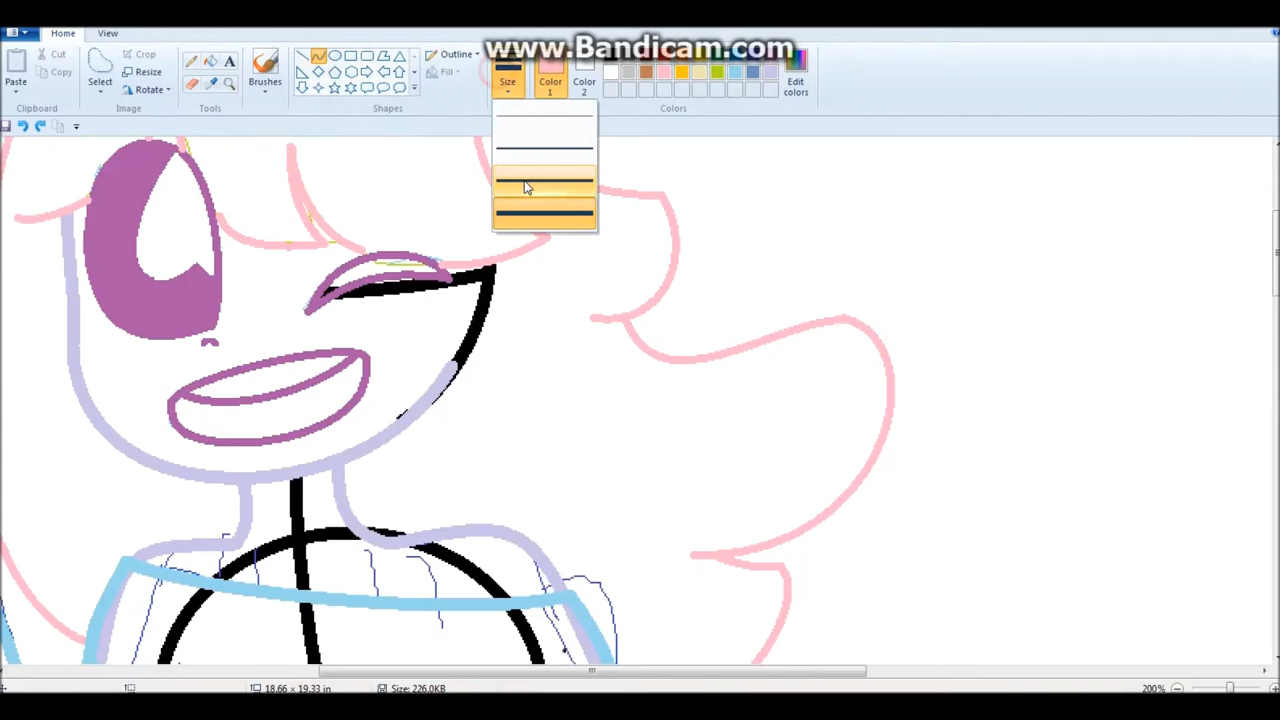 www.Bandicam.com
Home View
Cut
Copy
Paste
Clipboard
Crop
Resize
Rotate
Select
Image
A
Tools
Brushes
Outline
Fill
Shapes
Size
Color
1
Color
2
Edit
colors
Colors
18.66 × 19.33 in
Size: 226.0KB
200%